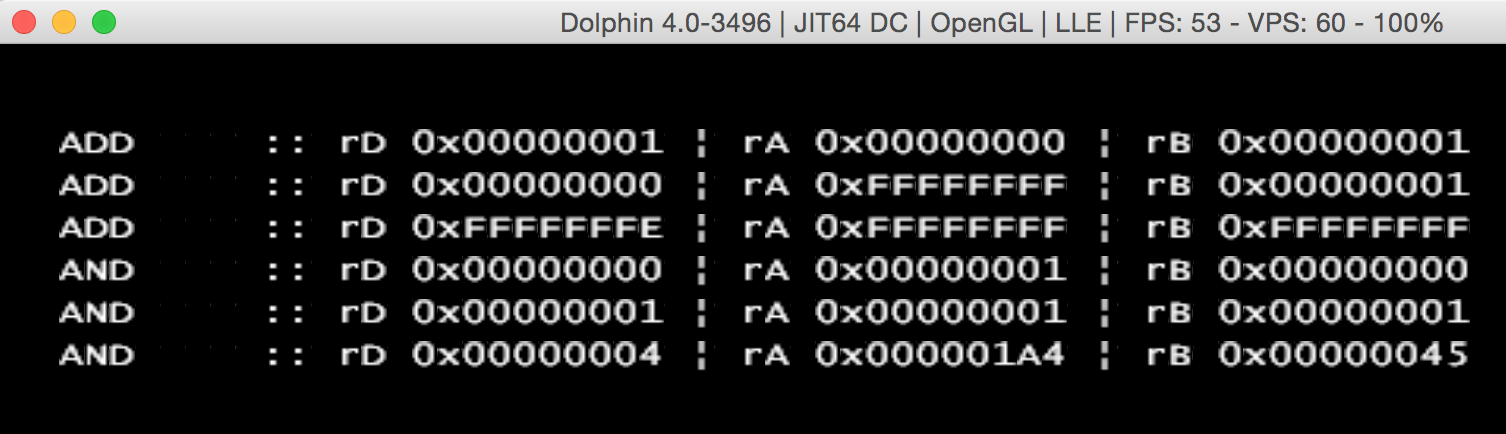 Dolphin 4.0-3496 | JIT64 DC | OpenGL | LLE | FPS: 53 - VPS: 60 - 100%
ADD :: rD 0x00000001 ¦ rA 0x00000000 ¦ rB 0x00000001
ADD :: rD 0x00000000 ¦ rA 0xFFFFFFFF ¦ rB 0x00000001
ADD :: rD 0xFFFFFFFE ¦ rA 0xFFFFFFFF ¦ rB 0xFFFFFFFF
AND :: rD 0x00000000 ¦ rA 0x00000001 ¦ rB 0x00000000
AND :: rD 0x00000001 ¦ rA 0x00000001 ¦ rB 0x00000001
AND :: rD 0x00000004 ¦ rA 0x000001A4 ¦ rB 0x00000045